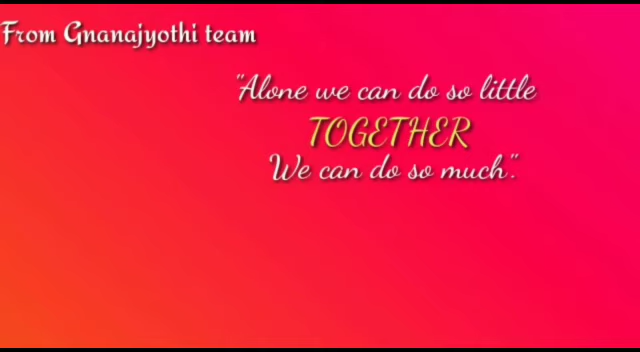 From Gnanajyothi team
"Alone we can do so little
TOGETHER
We can do so much".